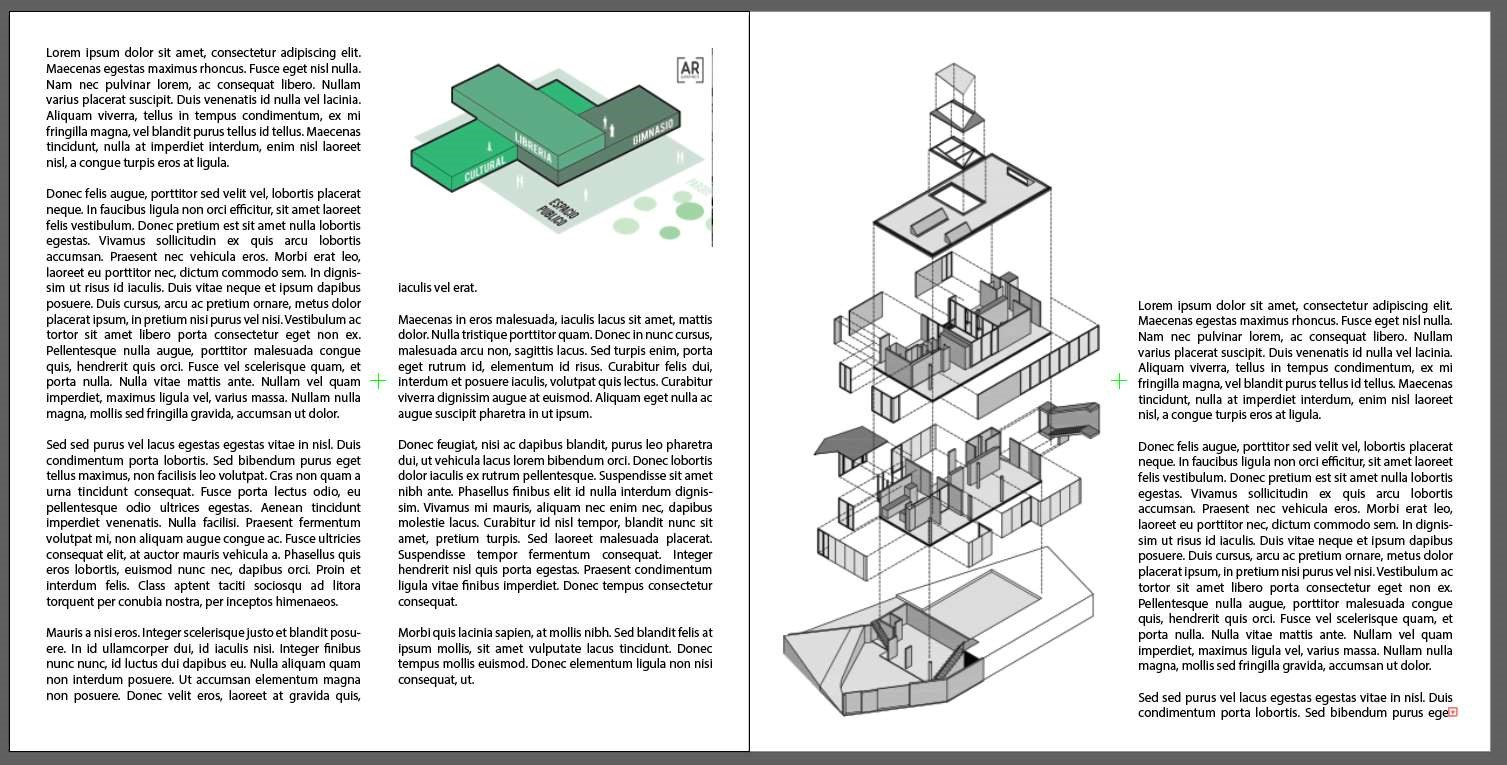 Lorem ipsum dolor sit amet, consectetur adipiscing elit.
Maecenas egestas maximus rhoncus. Fusce eget nisl nulla.
Nam nec pulvinar lorem, ac consequat libero. Nullam
varius placerat suscipit. Duis venenatis id nulla vel lacinia.
Aliquam viverra, tellus in tempus condimentum, ex mi
fringilla magna, vel blandit purus tellus id tellus. Maecenas
tincidunt, nulla at imperdiet interdum, enim nisl laoreet
nisl, a congue turpis eros at ligula.
Donec felis augue, porttitor sed velit vel, lobortis placerat
neque. In faucibus ligula non orci efficitur, sit amet laoreet
felis vestibulum. Donec pretium est sit amet nulla lobortis
egestas. Vivamus sollicitudin ex quis arcu lobortis
accumsan. Praesent nec vehicula eros. Morbi erat leo,
laoreet eu porttitor nec, dictum commodo sem. In dignis-
sim ut risus id iaculis. Duis vitae neque et ipsum dapibus
posuere. Duis cursus, arcu ac pretium ornare, metus dolor
placerat ipsum, in pretium nisi purus vel nisi. Vestibulum ac
tortor sit amet libero porta consectetur eget non ex.
Pellentesque nulla augue, porttitor malesuada congue
quis, hendrerit quis orci. Fusce vel scelerisque quam, et
porta nulla. Nulla vitae mattis ante. Nullam vel quam
imperdiet, maximus ligula vel, varius massa. Nullam nulla
magna, mollis sed fringilla gravida, accumsan ut dolor.
Sed sed purus vel lacus egestas egestas vitae in nisl. Duis
condimentum porta lobortis. Sed bibendum purus eget
tellus maximus, non facilisis leo volutpat. Cras non quam a
urna tincidunt consequat. Fusce porta lectus odio, eu
pellentesque odio ultrices egestas. Aenean tincidunt
imperdiet venenatis. Nulla facilisi. Praesent fermentum
volutpat mi, non aliquam augue congue ac. Fusce ultricies
consequat elit, at auctor mauris vehicula a. Phasellus quis
eros lobortis, euismod nunc nec, dapibus orci. Proin et
interdum felis. Class aptent taciti sociosqu ad litora
torquent per conubia nostra, per inceptos himenaeos.
Mauris a nisi eros. Integer scelerisque justo et blandit posu-
ere. In id ullamcorper dui, id iaculis nisi. Integer finibus
nunc nunc, id luctus dui dapibus eu. Nulla aliquam quam
non interdum posuere. Ut accumsan elementum magna
non posuere. Donec velit eros, laoreet at gravida quis,
AR
LIBRERIA
GIMNASIO
CULTURAL
ESPACIO
PUBLICO
iaculis vel erat.
Maecenas in eros malesuada, iaculis lacus sit amet, mattis
dolor. Nulla tristique porttitor quam. Donec in nunc cursus,
malesuada arcu non, sagittis lacus. Sed turpis enim, porta
eget rutrum id, elementum id risus. Curabitur felis dui,
interdum et posuere iaculis, volutpat quis lectus. Curabitur
viverra dignissim augue at euismod. Aliquam eget nulla ac
augue suscipit pharetra in ut ipsum.
Donec feugiat, nisi ac dapibus blandit, purus leo pharetra
dui, ut vehicula lacus lorem bibendum orci. Donec lobortis
dolor iaculis ex rutrum pellentesque. Suspendisse sit amet
nibh ante. Phasellus finibus elit id nulla interdum dignis-
sim. Vivamus mi mauris, aliquam nec enim nec, dapibus
molestie lacus. Curabitur id nisl tempor, blandit nunc sit
amet, pretium turpis. Sed laoreet malesuada placerat.
Suspendisse tempor fermentum consequat. Integer
hendrerit nisl quis porta egestas. Praesent condimentum
ligula vitae finibus imperdiet. Donec tempus consectetur
consequat.
Morbi quis lacinia sapien, at mollis nibh. Sed blandit felis at
ipsum mollis, sit amet vulputate lacus tincidunt. Donec
tempus mollis euismod. Donec elementum ligula non nisi
consequat, ut.
Lorem ipsum dolor sit amet, consectetur adipiscing elit.
Maecenas egestas maximus rhoncus. Fusce eget nisl nulla.
Nam nec pulvinar lorem, ac consequat libero. Nullam
varius placerat suscipit. Duis venenatis id nulla vel lacinia.
Aliquam viverra, tellus in tempus condimentum, ex mi
fringilla magna, vel blandit purus tellus id tellus. Maecenas
tincidunt, nulla at imperdiet interdum, enim nisl laoreet
nisl, a congue turpis eros at ligula.
Donec felis augue, porttitor sed velit vel, lobortis placerat
neque. In faucibus ligula non orci efficitur, sit amet laoreet
felis vestibulum. Donec pretium est sit amet nulla lobortis
egestas. Vivamus sollicitudin ex quis arcu lobortis
accumsan. Praesent nec vehicula eros. Morbi erat leo,
laoreet eu porttitor nec, dictum commodo sem. In dignis-
sim ut risus id iaculis. Duis vitae neque et ipsum dapibus
posuere. Duis cursus, arcu ac pretium ornare, metus dolor
placerat ipsum, in pretium nisi purus vel nisi. Vestibulum ac
tortor sit amet libero porta consectetur eget non ex.
Pellentesque nulla augue, porttitor malesuada congue
quis, hendrerit quis orci. Fusce vel scelerisque quam, et
porta nulla. Nulla vitae mattis ante. Nullam vel quam
imperdiet, maximus ligula vel, varius massa. Nullam nulla
magna, mollis sed fringilla gravida, accumsan ut dolor.
Sed sed purus vel lacus egestas egestas vitae in nisl. Duis
condimentum porta lobortis. Sed bibendum purus ege